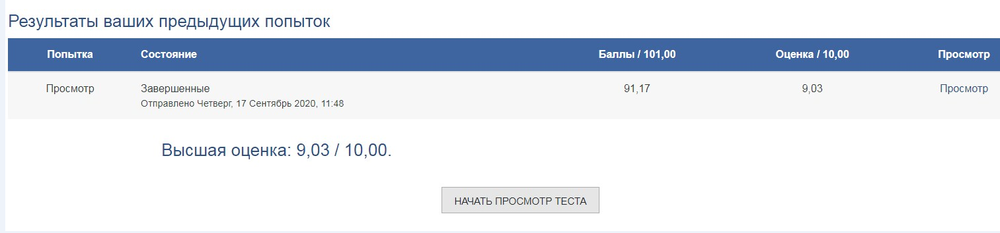 Результаты ваших предыдущих попыток
Попытка Состояние Баллы / 101,00 Оценка / 10,00 Просмотр
Просмотр Завершенные 91,17 9,03 Просмотр
Отправлено Четверг, 17 Сентябрь 2020, 11:48
Высшая оценка: 9,03 / 10,00.
НАЧАТЬ ПРОСМОТР ТЕСТА